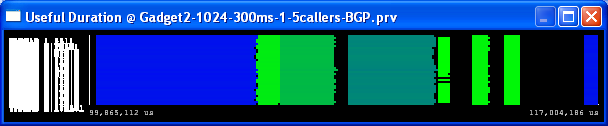 Useful Duration @ Gadget2-1024-300ms-1-5callers-BGP.prv
99,865,112 us 117,004,186 us